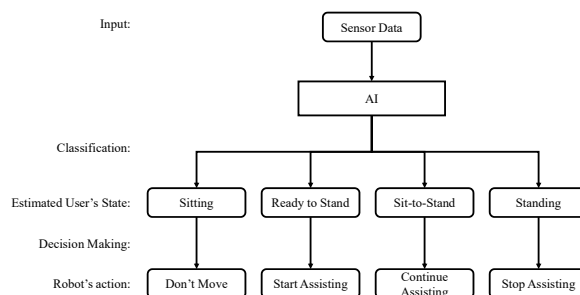 Input:
Sensor Data
AI
Classification:
Estimated User's State:
Sitting
Ready to Stand
Sit-to-Stand
Standing
Decision Making:
Robot's action:
Don't Move
Start Assisting
Continue
Assisting
Stop Assisting